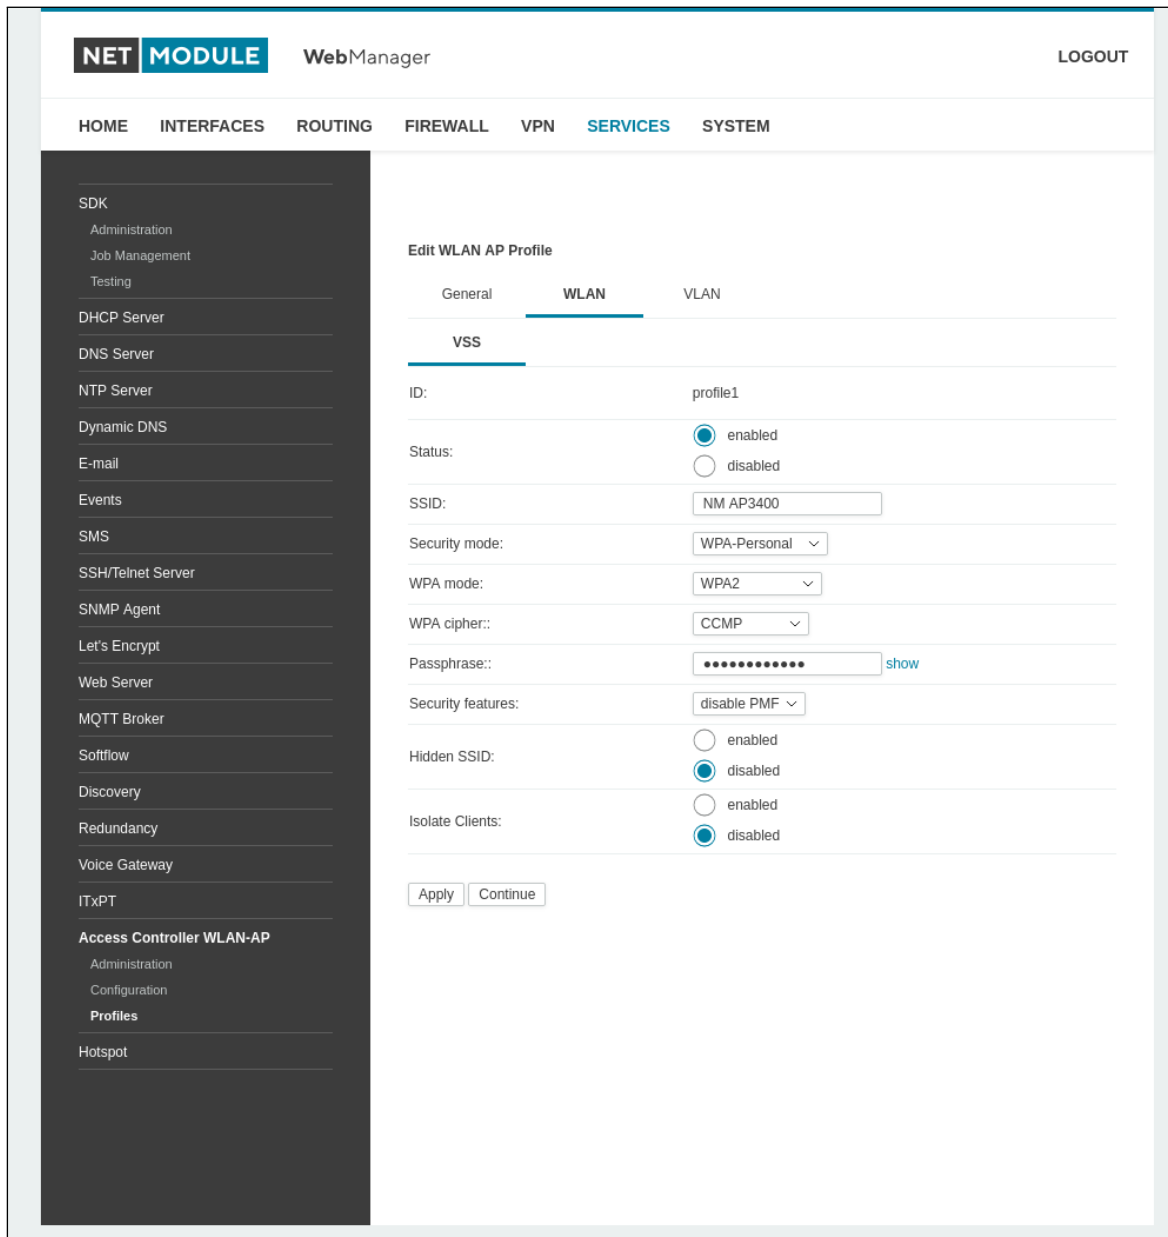 NET MODULE WebManager LOGOUT
HOME INTERFACES ROUTING FIREWALL VPN SERVICES SYSTEM
SDK
Administration
Job Management
Testing
DHCP Server
DNS Server
NTP Server
Dynamic DNS
E-mail
Events
SMS
SSH/Telnet Server
SNMP Agent
Let's Encrypt
Web Server
MQTT Broker
Softflow
Discovery
Redundancy
Voice Gateway
ITxPT
Access Controller WLAN-AP
Administration
Configuration
Profiles
Hotspot
Edit WLAN AP Profile
General WLAN VLAN
VSS
ID: profile1
Status: enabled
disabled
SSID: NM AP3400
Security mode: WPA-Personal
WPA mode: WPA2
WPA cipher:: CCMP
Passphrase:: •••••••••••• show
Security features: disable PMF
Hidden SSID: enabled
disabled
Isolate Clients: enabled
disabled
Apply Continue